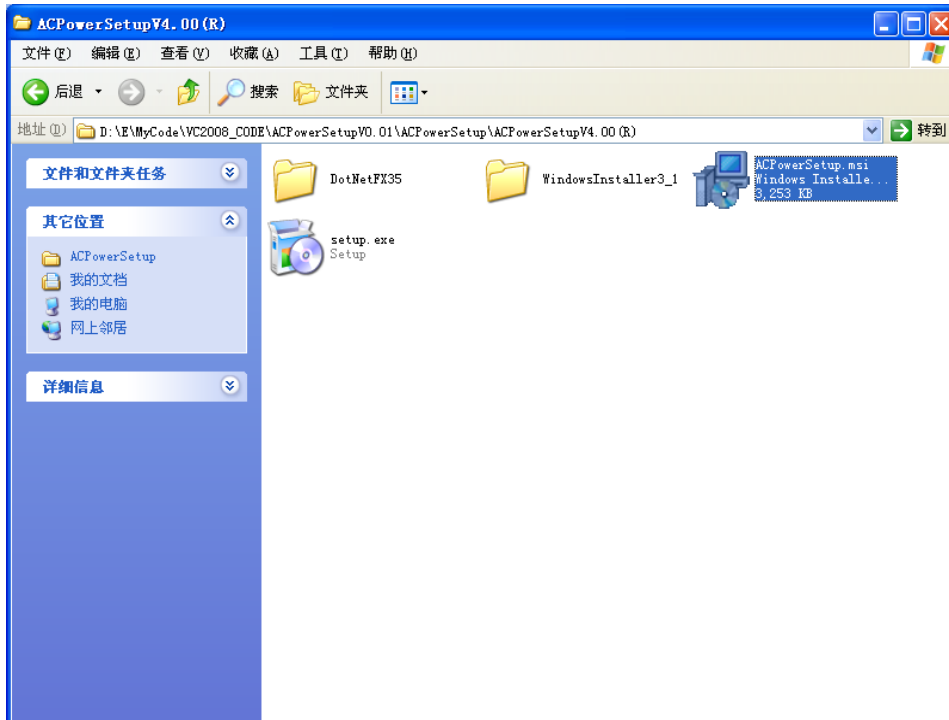 ACPowerSetupV4.00(R)
文件(F) 编辑(E) 查看(V) 收藏(A) 工具(T) 帮助(H)
后退 搜索 文件夹
地址(D) D:\E\MyCode\VC2008_CODE\ACPowerSetupV0.01\ACPowerSetup\ACPowerSetupV4.00(R) 转到
文件和文件夹任务
其它位置
ACPowerSetup
我的文档
我的电脑
网上邻居
详细信息
DotNetFX35
WindowsInstaller3_1
ACPowerSetup.msi
Windows Installe...
3,253 KB
setup.exe
Setup